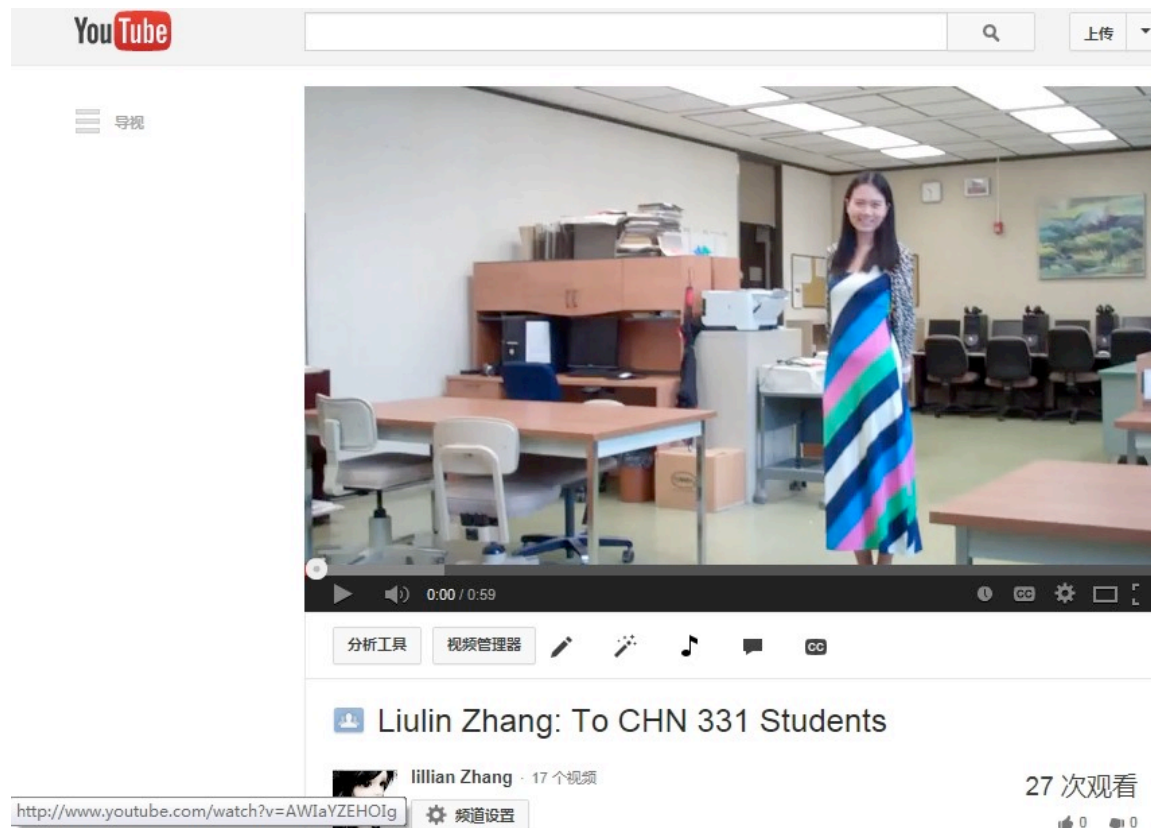 YouTube
上传
导视
0:00 / 0:59
CC
分析工具
视频管理器
CC
Liulin Zhang: To CHN 331 Students
lillian Zhang · 17 个视频
27 次观看
http://www.youtube.com/watch?v=AWIaYZEHOIg
频道设置
0
0